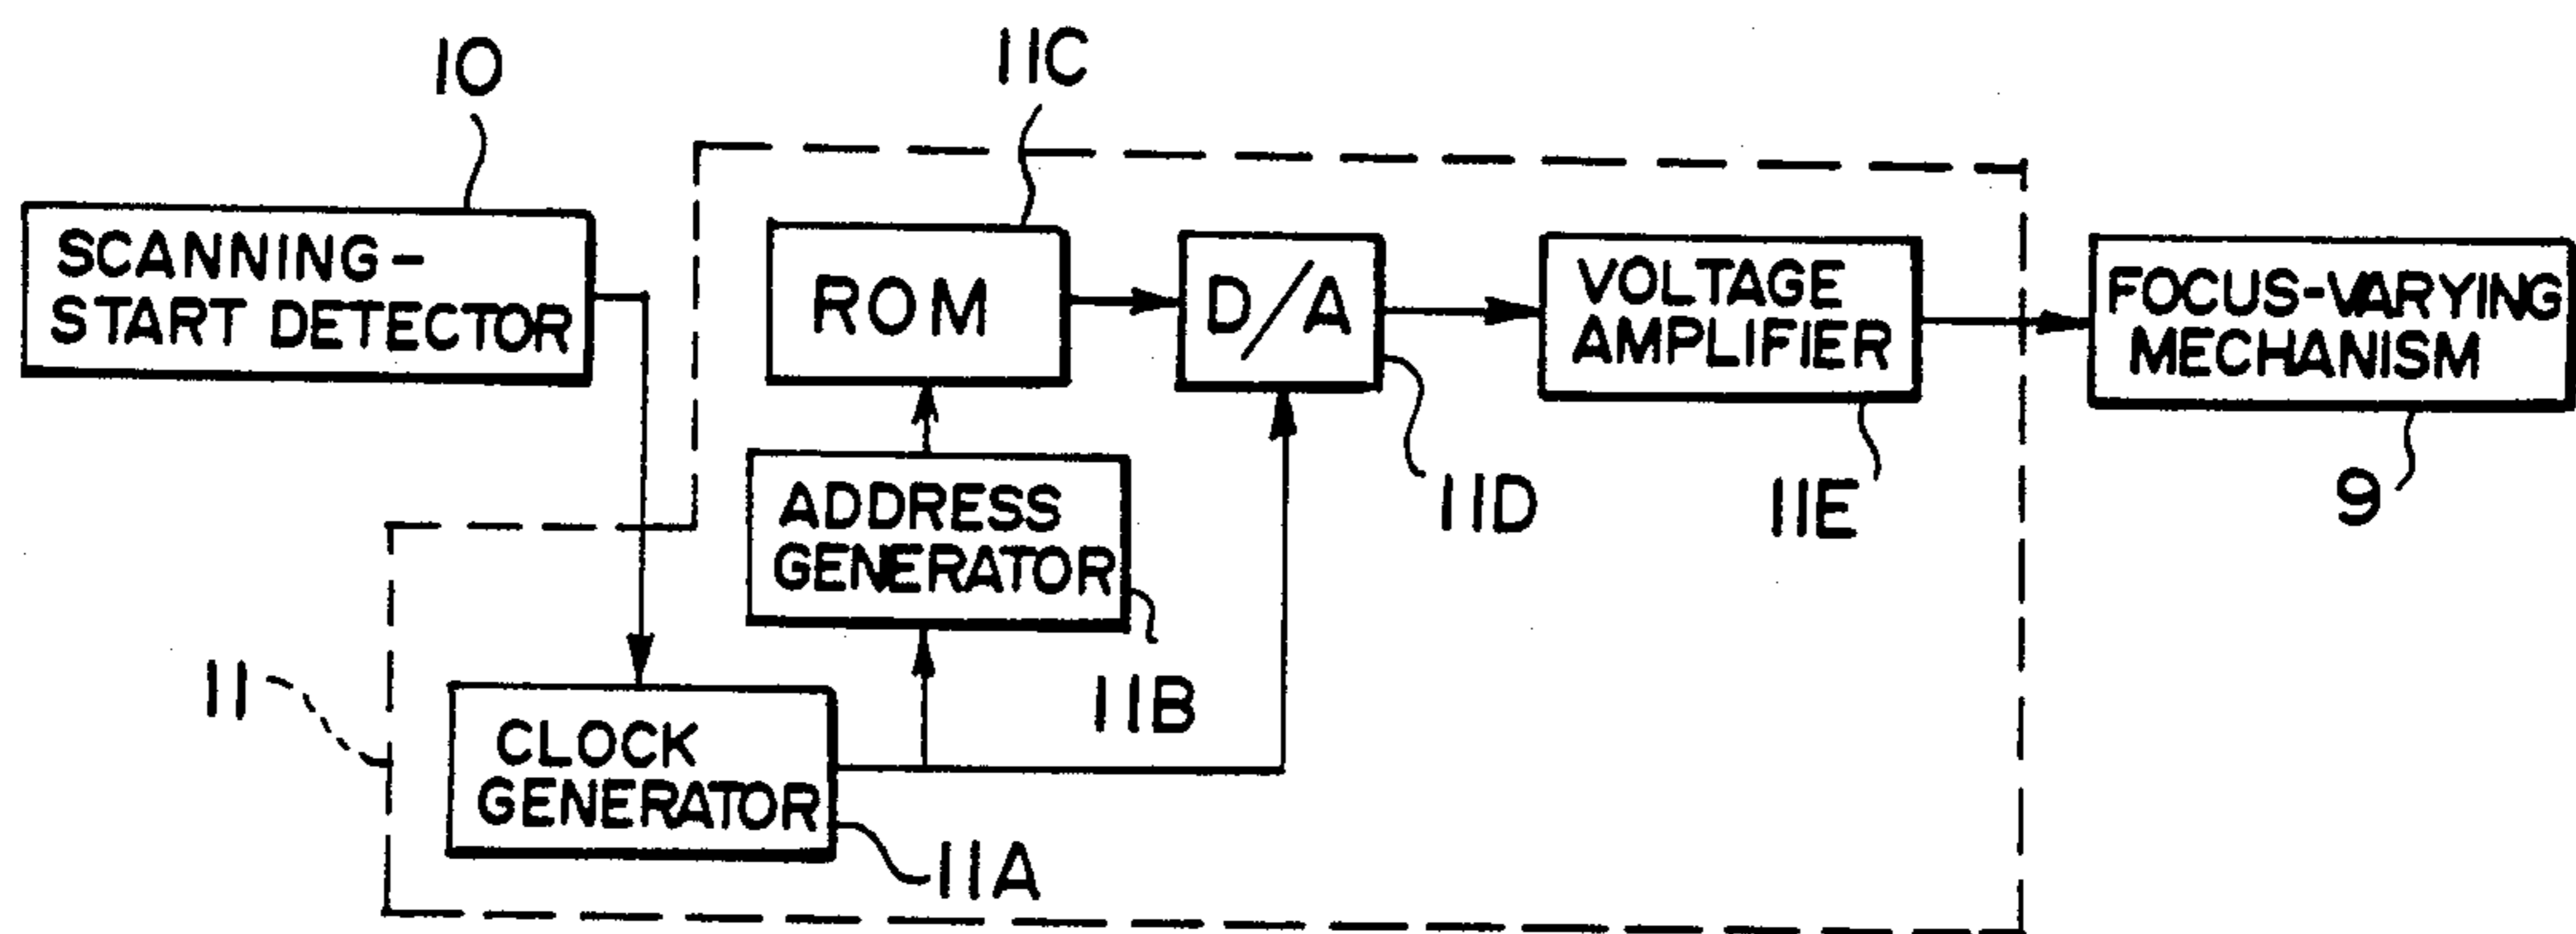 10
11C
SCANNING-
START DETECTOR
ROM
D/A
VOLTAGE
AMPLIFIER
FOCUS-VARYING
MECHANISM
ADDRESS
GENERATOR
11D
11E
9
11
11B
CLOCK
GENERATOR
11A